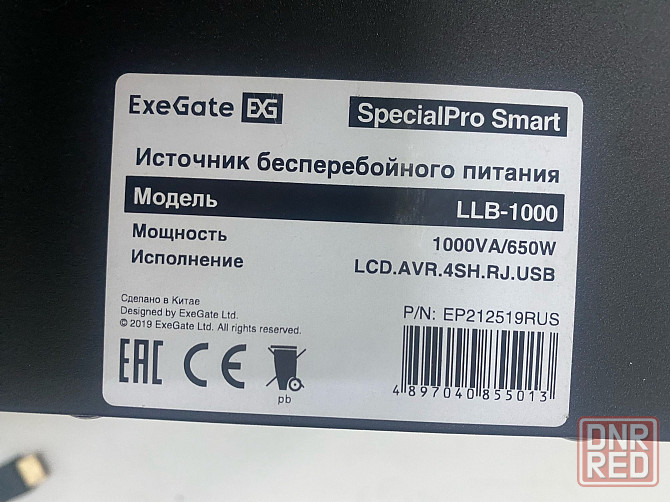 ExeGate EXG
SpecialPro Smart
Источник бесперебойного питания
Модель LLB-1000
Мощность 1000VA/650W
Исполнение LCD.AVR.4SH.RJ.USB
Сделано в Китае
Designed by ExeGate Ltd.
© 2019 ExeGate Ltd. All rights reserved.
P/N: EP212519RUS
EAC CE
pb
4 897040 855013
DNR
RED